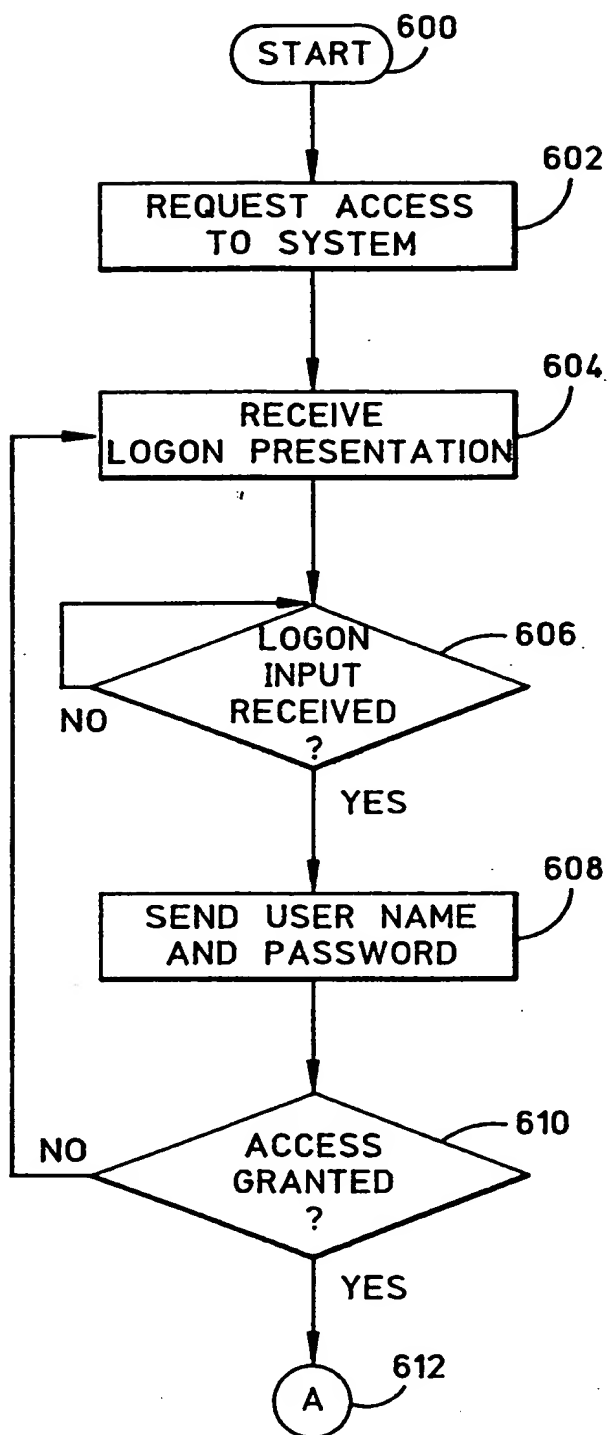 START
600
REQUEST ACCESS
TO SYSTEM
602
RECEIVE
LOGON PRESENTATION
604
LOGON
INPUT
RECEIVED
?
606
NO
YES
SEND USER NAME
AND PASSWORD
608
ACCESS
GRANTED
?
610
NO
YES
A
612